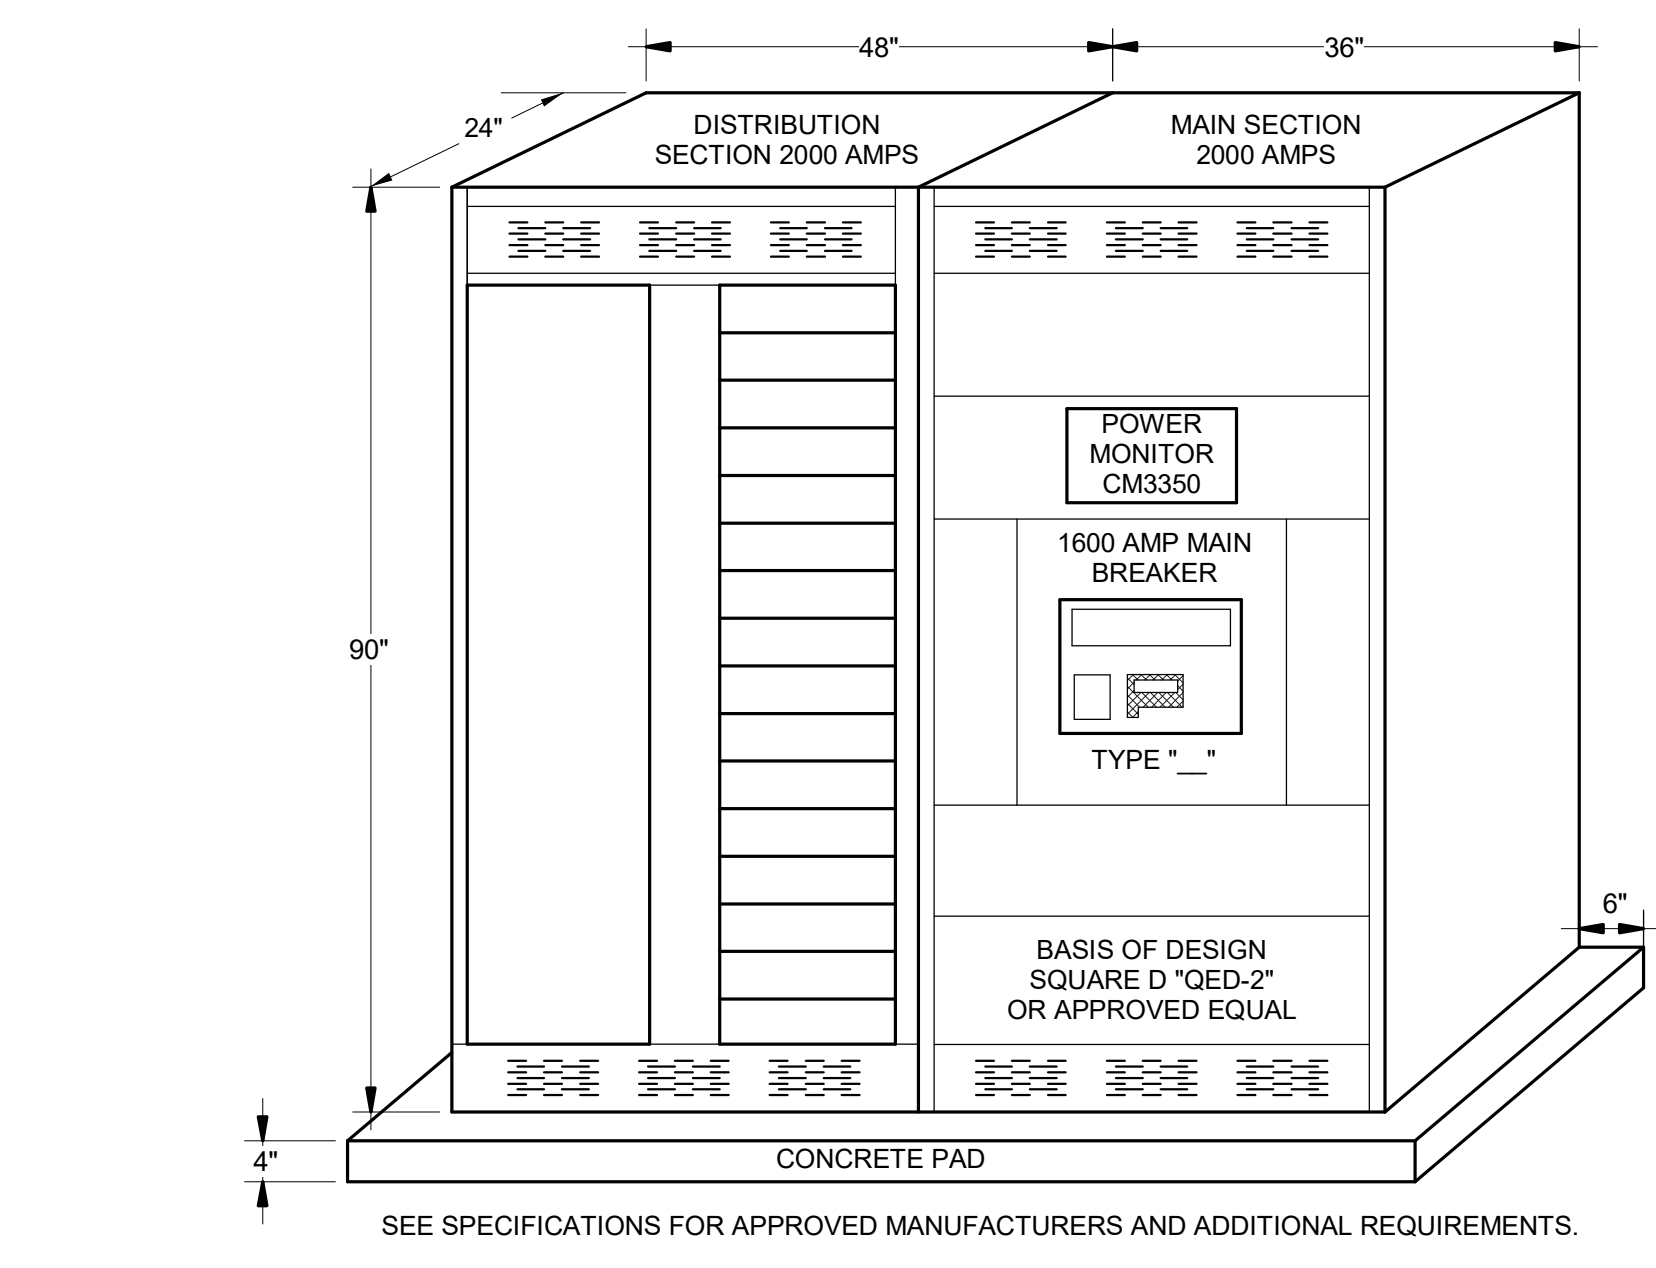 48"
36"
24"
DISTRIBUTION
SECTION 2000 AMPS
MAIN SECTION
2000 AMPS
POWER
MONITOR
CM3350
1600 AMP MAIN
BREAKER
90"
TYPE "__"
6"
BASIS OF DESIGN
SQUARE D "QED-2"
OR APPROVED EQUAL
4"
CONCRETE PAD
SEE SPECIFICATIONS FOR APPROVED MANUFACTURERS AND ADDITIONAL REQUIREMENTS.